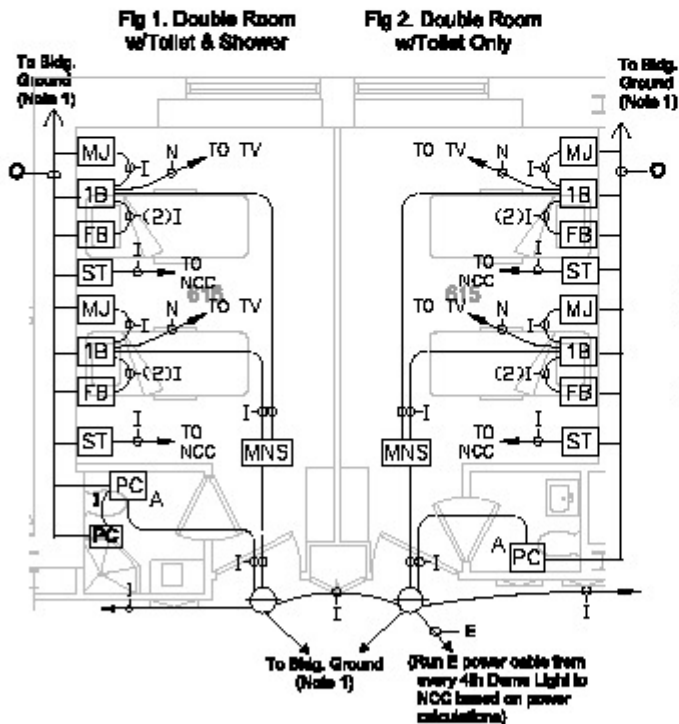 Fig 1. Double Room
w/Toilet & Shower
Fig 2. Double Room
w/Toilet Only
To Bldg.
Ground
(Note 1)
To Bldg.
Ground
(Note 1)
O
MJ
I
N
TO TV
1B
(2)I
FB
I
ST
TO
NCC
615
MJ
I
N
TO TV
1B
(2)I
FB
I
ST
TO
NCC
I
MNS
PC
A
I
PC
I
I
TO TV
N
I
MJ
O
1B
(2)I
FB
I
TO
NCC
ST
615
TO TV
N
I
MJ
1B
(2)I
FB
I
TO
NCC
ST
I
MNS
A
PC
I
I
I
E
To Bldg. Ground
(Note 1)
(Run E power cable from
every 4th Dome Light to
NCC based on power
calculations)